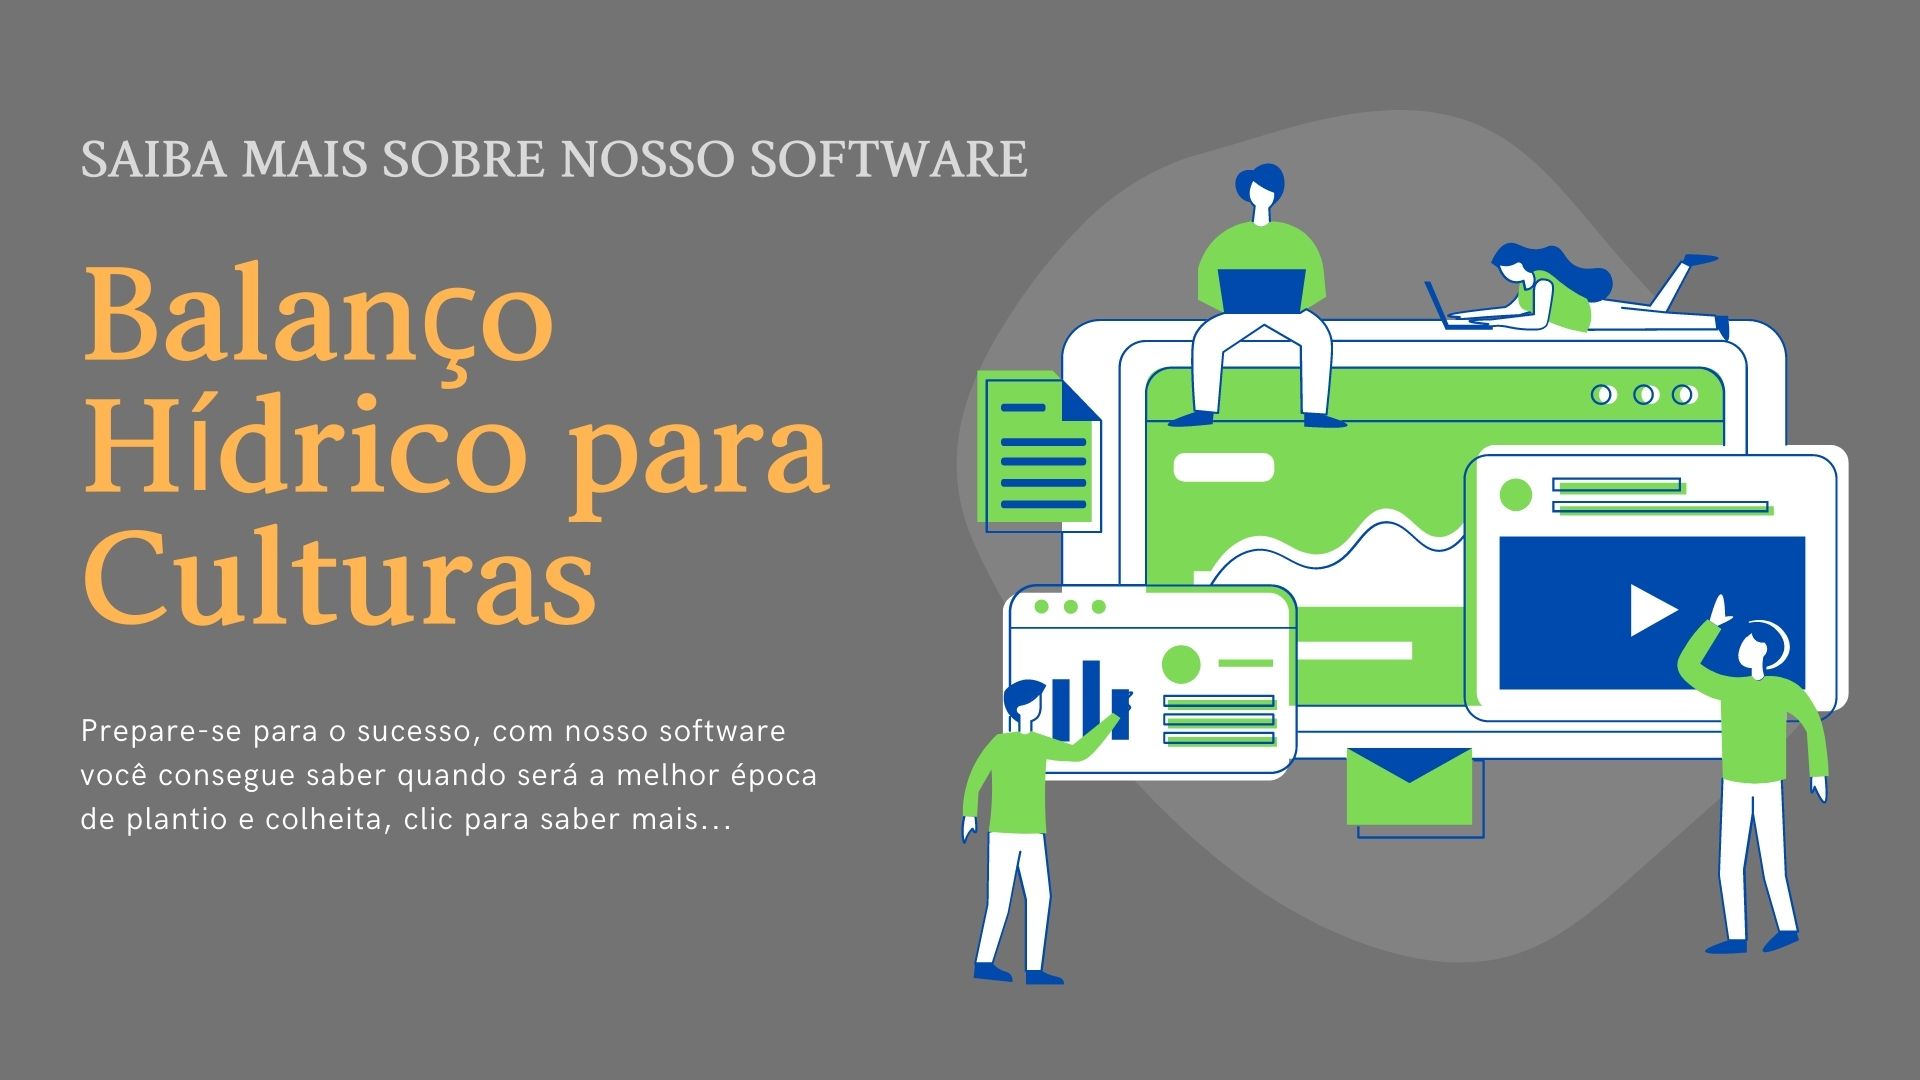 SAIBA MAIS SOBRE NOSSO SOFTWARE
Balanço
Hídrico para
Culturas
Prepare-se para o sucesso, com nosso software
você consegue saber quando será a melhor época
de plantio e colheita, clic para saber mais...